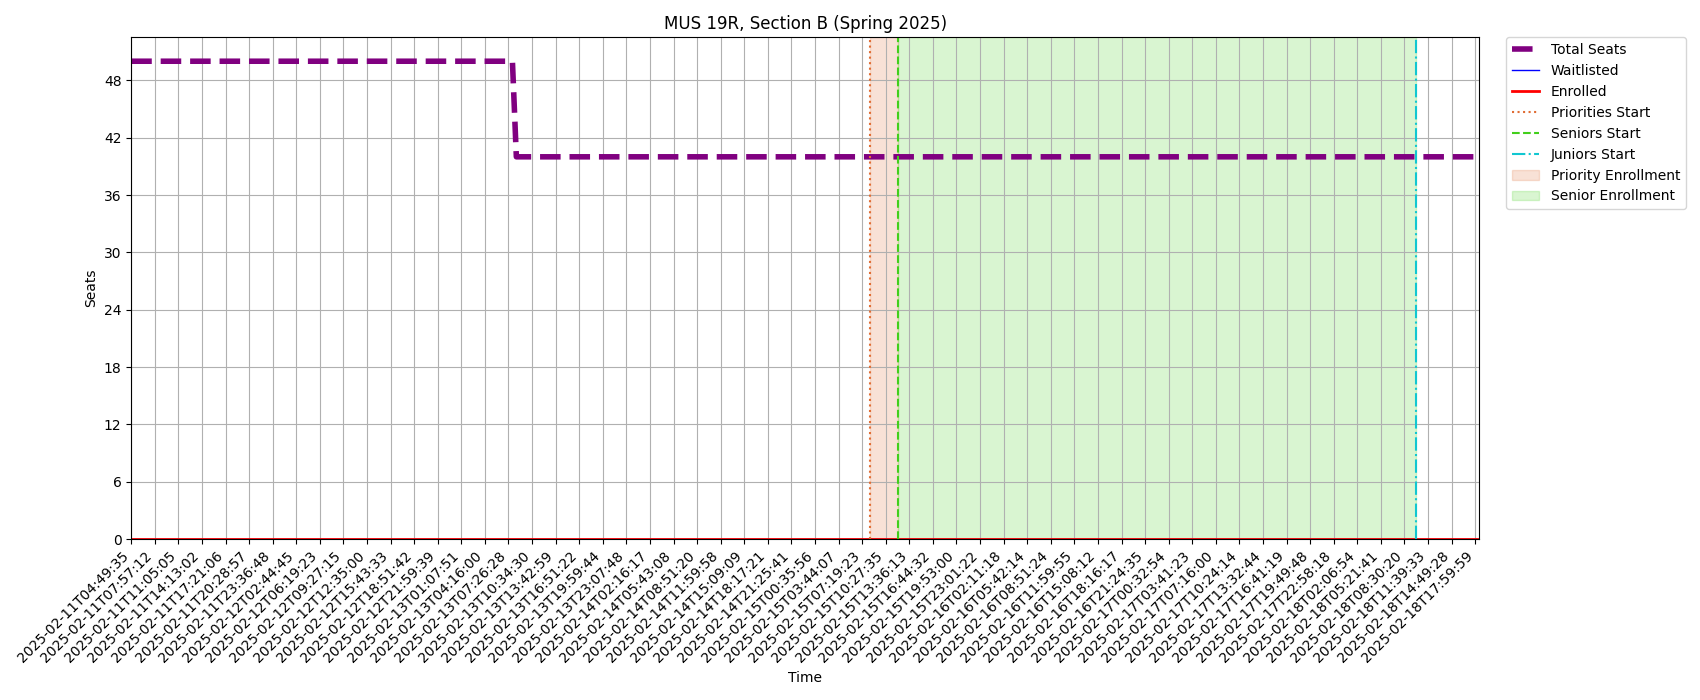 MUS 19R, Section B (Spring 2025)
Total Seats
Waitlisted
Enrolled
Priorities Start
Seniors Start
Juniors Start
Priority Enrollment
Senior Enrollment
Seats
48
42
36
30
24
18
12
6
0
2025-02-11T04:49:35
2025-02-11T07:57:12
2025-02-11T11:05:05
2025-02-11T14:13:02
2025-02-11T17:21:06
2025-02-11T20:28:57
2025-02-11T23:36:48
2025-02-12T02:44:45
2025-02-12T06:19:23
2025-02-12T09:27:15
2025-02-12T12:35:00
2025-02-12T15:43:33
2025-02-12T18:51:42
2025-02-12T21:59:39
2025-02-13T01:07:51
2025-02-13T04:16:00
2025-02-13T07:26:28
2025-02-13T10:34:30
2025-02-13T13:42:59
2025-02-13T16:51:22
2025-02-13T19:59:44
2025-02-13T23:07:48
2025-02-14T02:16:17
2025-02-14T05:43:08
2025-02-14T08:51:20
2025-02-14T11:59:58
2025-02-14T15:09:09
2025-02-14T18:17:21
2025-02-14T21:25:41
2025-02-15T00:35:56
2025-02-15T03:44:07
2025-02-15T07:19:23
2025-02-15T10:27:35
2025-02-15T13:36:13
2025-02-15T16:44:32
2025-02-15T19:53:00
2025-02-15T23:01:22
2025-02-16T02:11:18
2025-02-16T05:42:14
2025-02-16T08:51:24
2025-02-16T11:59:55
2025-02-16T15:08:12
2025-02-16T18:16:17
2025-02-16T21:24:35
2025-02-17T00:32:54
2025-02-17T03:41:23
2025-02-17T07:16:00
2025-02-17T10:24:14
2025-02-17T13:32:44
2025-02-17T16:41:19
2025-02-17T19:49:48
2025-02-17T22:58:18
2025-02-18T02:06:54
2025-02-18T05:21:41
2025-02-18T08:30:20
2025-02-18T11:39:33
2025-02-18T14:49:28
2025-02-18T17:59:59
Time